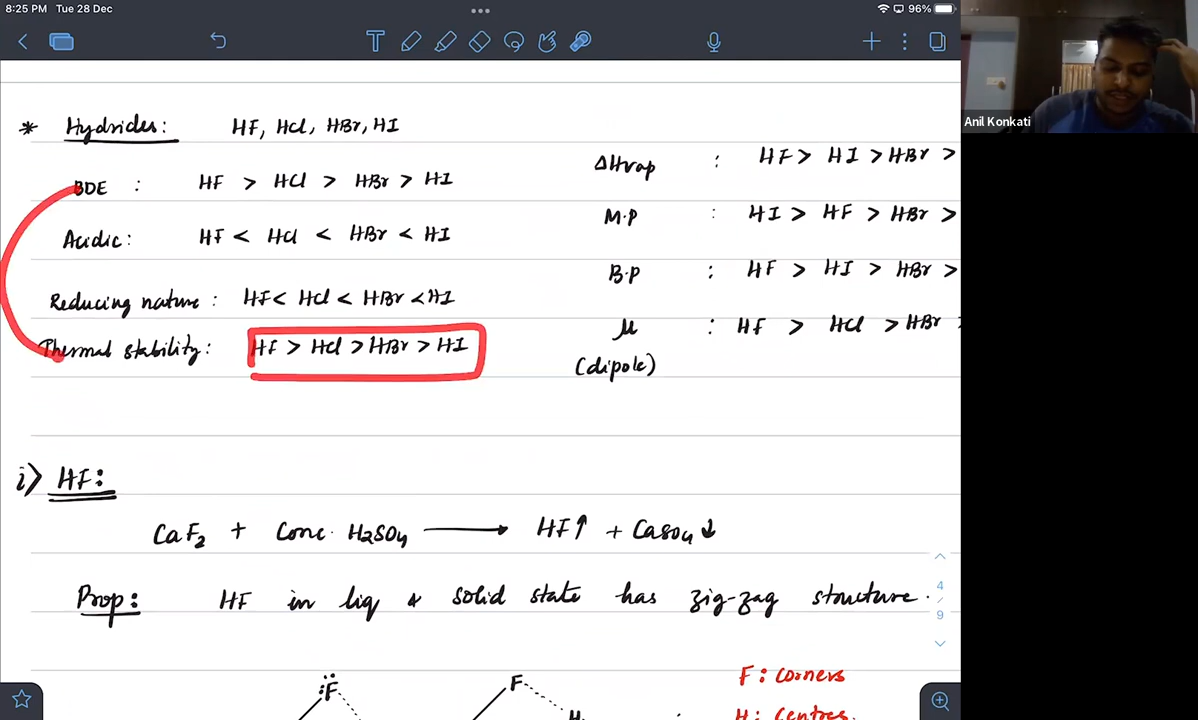 8:25 PM Tue 28 Dec
96%
Anil Konkati
* Hydrides: HF, HCl, HBr, HI
BDE : HF > HCl > HBr > HI
Acidic: HF < HCl < HBr < HI
Reducing nature: HF < HCl < HBr < HI
Thermal stability: HF > HCl > HBr > HI
ΔHvap : HF > HI > HBr >
M.P : HI > HF > HBr >
B.P : HF > HI > HBr >
μ : HF > HCl > HBr >
(dipole)
i) HF:
CaF2 + Conc. H2SO4 ⟶ HF↑ + CaSO4↓
Prop: HF in liq & solid state has zig-zag structure.
4
/
9
F F F: Corners
H H: Centres.